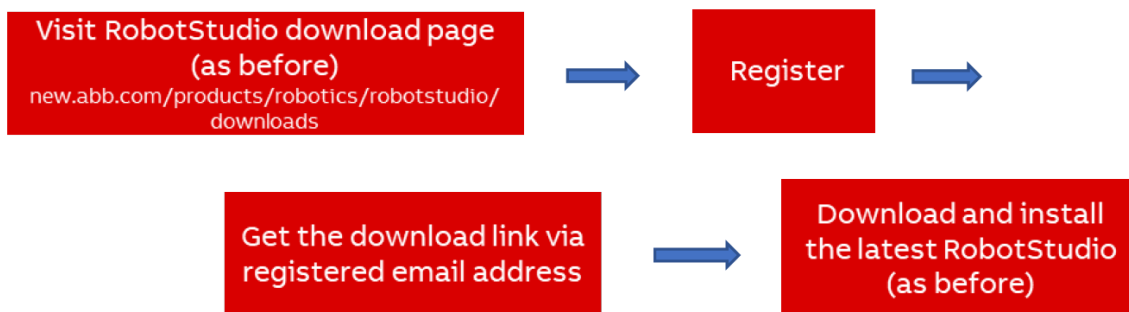 Visit RobotStudio download page
(as before)
new.abb.com/products/robotics/robotstudio/
downloads
Register
Get the download link via
registered email address
Download and install
the latest RobotStudio
(as before)